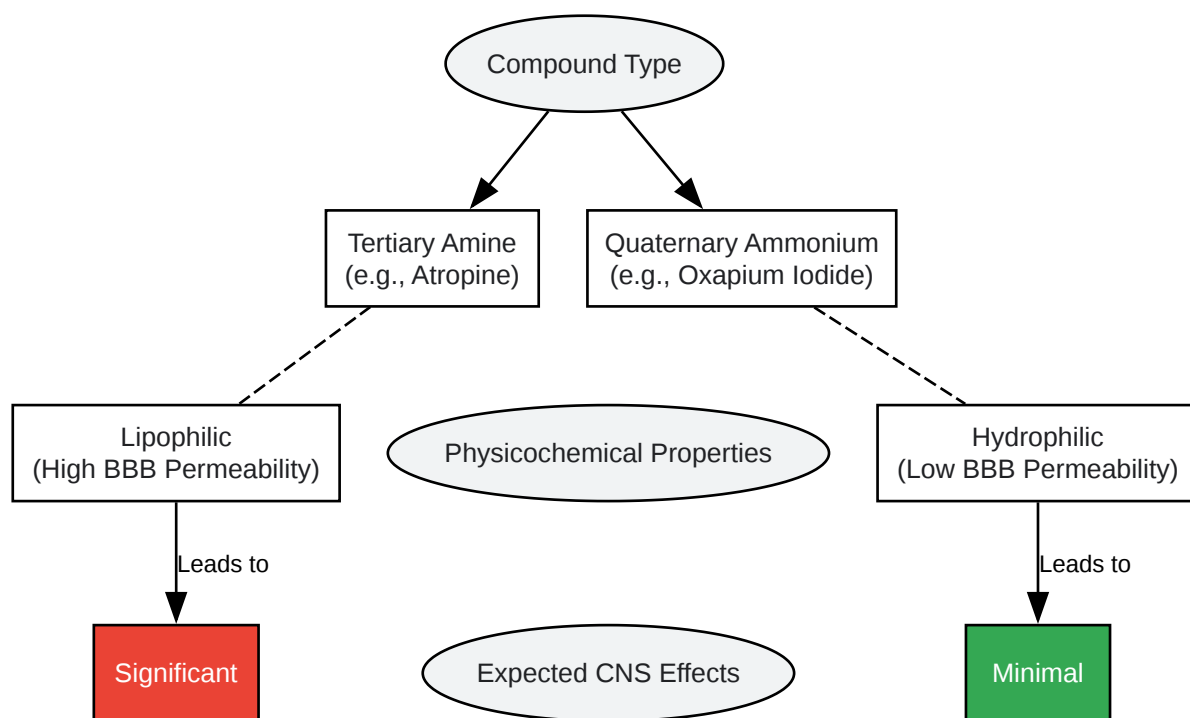 Compound Type
Tertiary Amine
(e.g., Atropine)
Quaternary Ammonium
(e.g., Oxapium Iodide)
Lipophilic
(High BBB Permeability)
Physicochemical Properties
Hydrophilic
(Low BBB Permeability)
Leads to
Leads to
Significant
Expected CNS Effects
Minimal